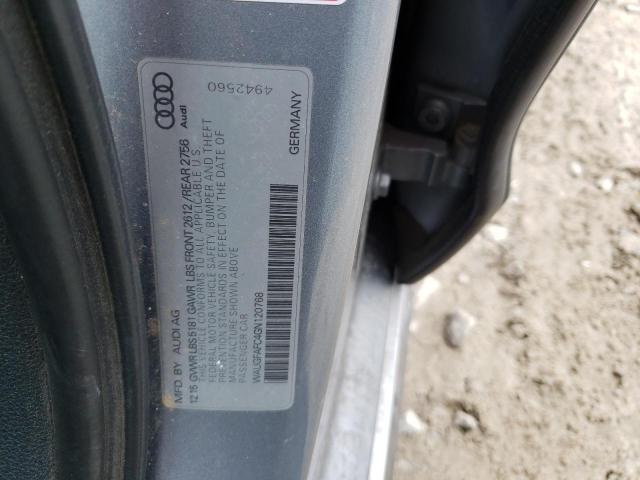 Audi
4942560
MFD. BY AUDI AG
12 15 GVWR LBS 5181 GAWR LBS FRONT 2612/REAR 2756
THIS VEHICLE CONFORMS TO ALL APPLICABLE U.S.
FEDERAL MOTOR VEHICLE SAFETY, BUMPER AND THEFT
PREVENTION STANDARDS IN EFFECT ON THE DATE OF
MANUFACTURE SHOWN ABOVE
PASSENGER CAR
WAUGFAFC4GN120768
GERMANY